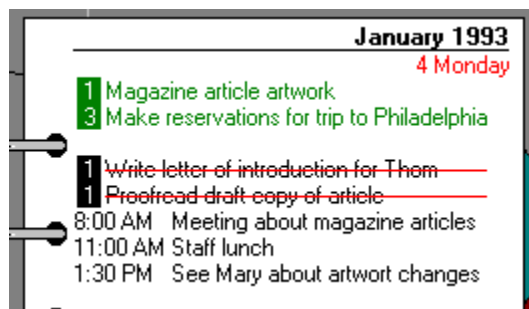 January 1993
4 Monday
1 Magazine article artwork
3 Make reservations for trip to Philadelphia
1 Write letter of introduction for Thom
1 Proofread draft copy of article
8:00 AM Meeting about magazine articles
11:00 AM Staff lunch
1:30 PM See Mary about artwort changes